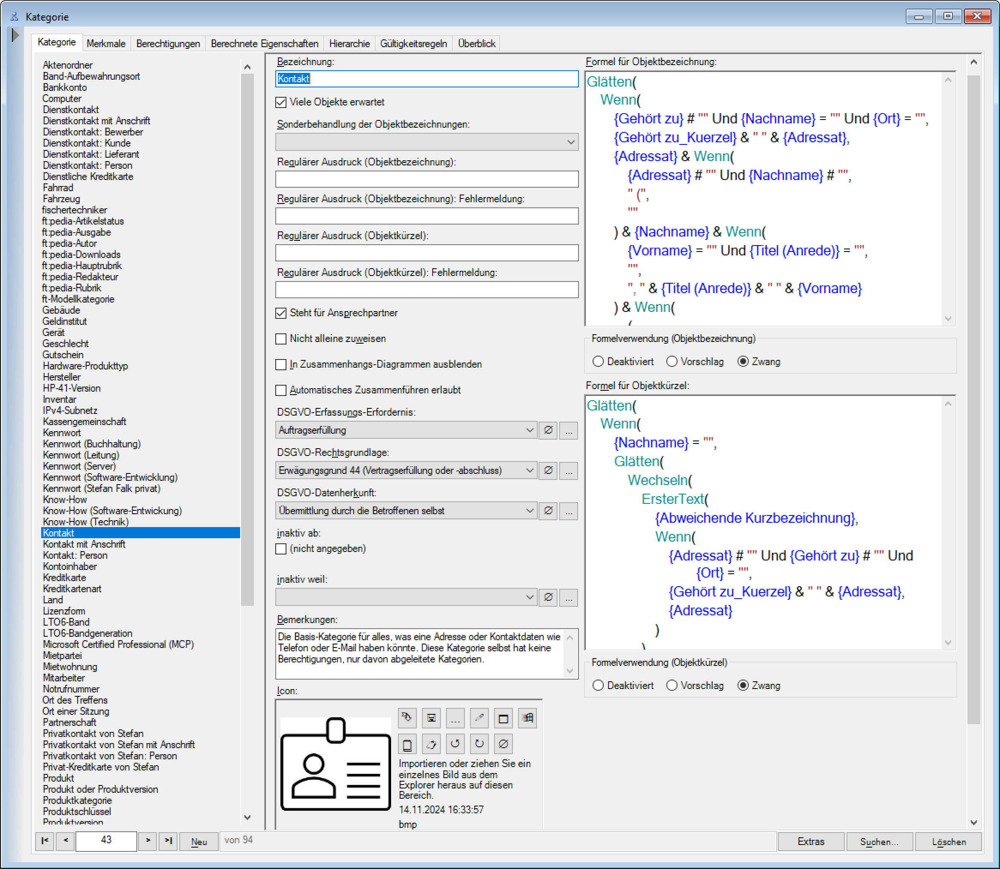 Kategorie
Kategorie
Merkmale
Berechtigungen
Berechnete Eigenschaften
Hierarchie
Gültigkeitsregeln
Überblick
Aktenordner
Band-Aufbewahrungsort
Bankkonto
Computer
Dienstkontakt
Dienstkontakt mit Anschrift
Dienstkontakt: Bewerber
Dienstkontakt: Kunde
Dienstkontakt: Lieferant
Dienstkontakt: Person
Dienstliche Kreditkarte
Fahrrad
Fahrzeug
fischertechniker
ft:pedia-Artikelstatus
ft:pedia-Ausgabe
ft:pedia-Autor
ft:pedia-Downloads
ft:pedia-Hauptrubrik
ft:pedia-Redakteur
ft:pedia-Rubrik
ft-Modellkategorie
Gebäude
Geldinstitut
Gerät
Geschlecht
Gutschein
Hardware-Produkttyp
Hersteller
HP-41-Version
Inventar
IPv4-Subnetz
Kassengemeinschaft
Kennwort
Kennwort (Buchhaltung)
Kennwort (Leitung)
Kennwort (Server)
Kennwort (Software-Entwicklung)
Kennwort (Stefan Falk privat)
Know-How
Know-How (Software-Entwickung)
Know-How (Technik)
Kontakt
Kontakt mit Anschrift
Kontakt: Person
Kontoinhaber
Kreditkarte
Kreditkartenart
Land
Lizenzform
LTO6-Band
LTO6-Bandgeneration
Microsoft Certified Professional (MCP)
Mietpartei
Mietwohnung
Mitarbeiter
Notrufnummer
Ort des Treffens
Ort einer Sitzung
Partnerschaft
Privatkontakt von Stefan
Privatkontakt von Stefan mit Anschrift
Privatkontakt von Stefan: Person
Privat-Kreditkarte von Stefan
Produkt
Produkt oder Produktversion
Produktkategorie
Produktschlüssel
Produktversion
Bezeichnung:
Kontakt
Viele Objekte erwartet
Sonderbehandlung der Objektbezeichnungen:
Regulärer Ausdruck (Objektbezeichnung):
Regulärer Ausdruck (Objektbezeichnung): Fehlermeldung:
Regulärer Ausdruck (Objektkürzel):
Regulärer Ausdruck (Objektkürzel): Fehlermeldung:
Steht für Ansprechpartner
Nicht alleine zuweisen
In Zusammenhangs-Diagrammen ausblenden
Automatisches Zusammenführen erlaubt
DSGVO-Erfassungs-Erfordernis:
Auftragserfüllung
...
DSGVO-Rechtsgrundlage:
Erwägungsgrund 44 (Vertragserfüllung oder -abschluss)
...
DSGVO-Datenherkunft:
Übermittlung durch die Betroffenen selbst
...
inaktiv ab:
(nicht angegeben)
inaktiv weil:
...
Bemerkungen:
Die Basis-Kategorie für alles, was eine Adresse oder Kontaktdaten wie
Telefon oder E-Mail haben könnte. Diese Kategorie selbst hat keine
Berechtigungen, nur davon abgeleitete Kategorien.
Icon:
...
Importieren oder ziehen Sie ein
einzelnes Bild aus dem
Explorer heraus auf diesen
Bereich.
14.11.2024 16:33:57
bmp
Formel für Objektbezeichnung:
Glätten(
Wenn(
{Gehört zu} # "" Und {Nachname} = "" Und {Ort} = "",
{Gehört zu_Kuerzel} & " " & {Adressat},
{Adressat} & Wenn(
{Adressat} # "" Und {Nachname} # "",
" (",
""
) & {Nachname} & Wenn(
{Vorname} = "" Und {Titel (Anrede)} = "",
"",
", " & {Titel (Anrede)} & " " & {Vorname}
) & Wenn(
(
Formelverwendung (Objektbezeichnung)
Deaktiviert
Vorschlag
Zwang
Formel für Objektkürzel:
Glätten(
Wenn(
{Nachname} = "",
Glätten(
Wechseln(
ErsterText(
{Abweichende Kurzbezeichnung},
Wenn(
{Adressat} # "" Und {Gehört zu} # "" Und
{Ort} = "",
{Gehört zu_Kuerzel} & " " & {Adressat},
{Adressat}
)
)
Formelverwendung (Objektkürzel)
Deaktiviert
Vorschlag
Zwang
|<
<
43
>
>|
Neu
von 94
Extras
Suchen...
Löschen